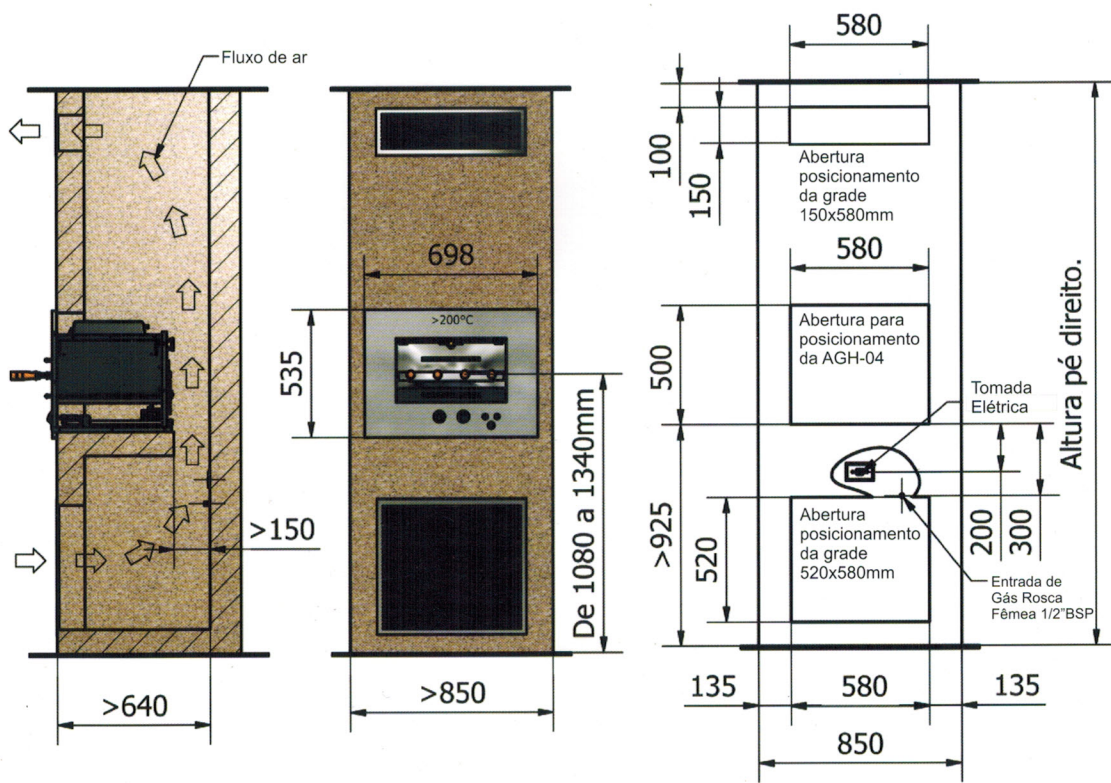 Fluxo de ar
>150
>640
698
>200°C
535
De 1080 a 1340mm
>850
580
100
150
Abertura
posicionamento
da grade
150x580mm
580
500
Abertura para
posicionamento
da AGH-04
Tomada
Elétrica
>925
520
Abertura
posicionamento
da grade
520x580mm
200
300
Entrada de
Gás Rosca
Fêmea 1/2"BSP
Altura pé direito.
135
580
135
850